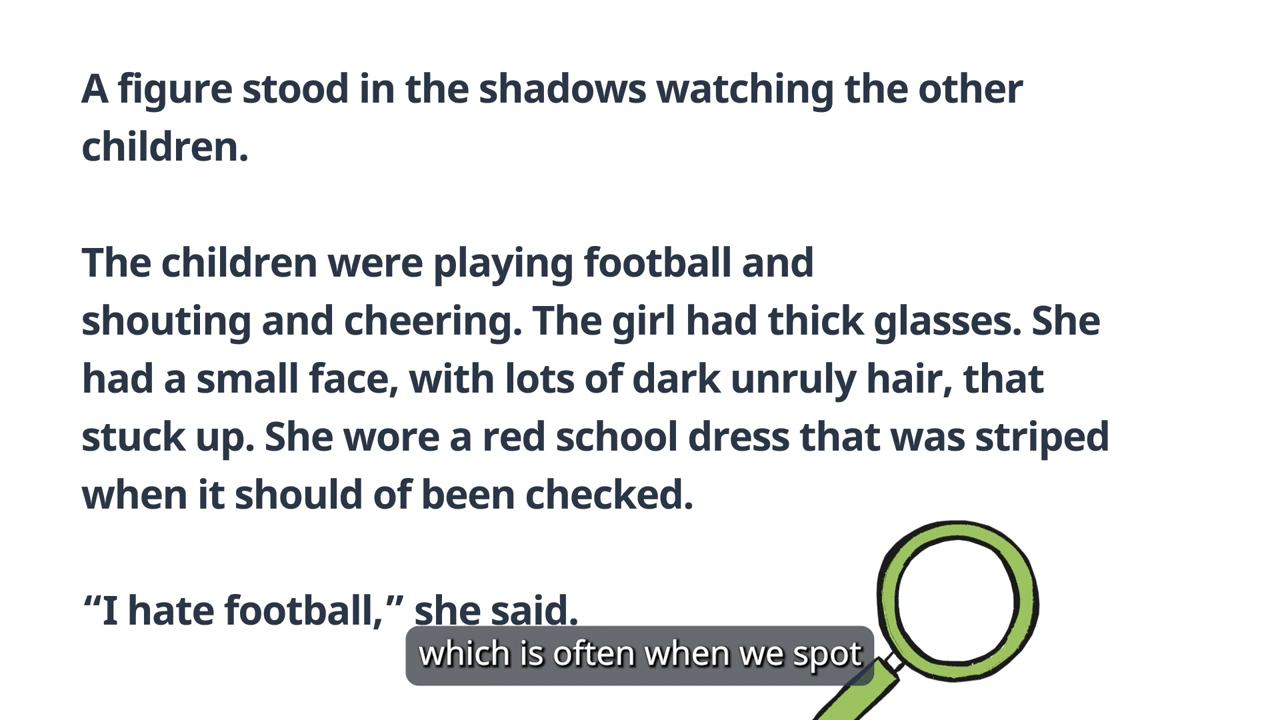 A figure stood in the shadows watching the other
children.
The children were playing football and
shouting and cheering. The girl had thick glasses. She
had a small face, with lots of dark unruly hair, that
stuck up. She wore a red school dress that was striped
when it should of been checked.
“I hate football,” she said.
which is often when we spot